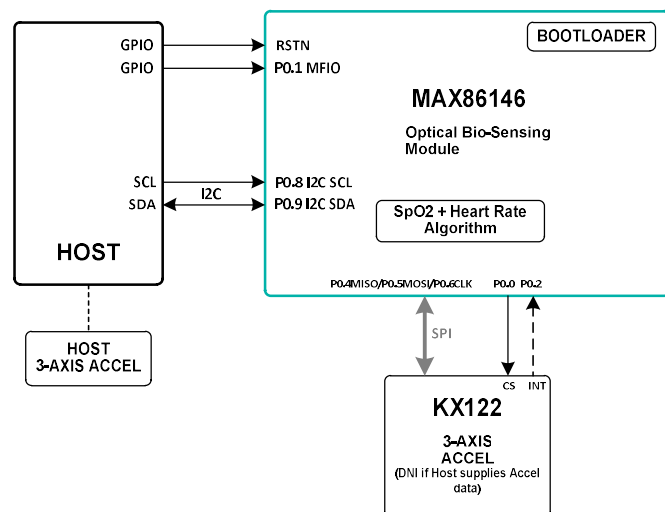 GPIO
GPIO
RSTN
P0.1 MFIO
BOOTLOADER
MAX86146
Optical Bio-Sensing
Module
SCL
SDA
I2C
P0.8 I2C SCL
P0.9 I2C SDA
SpO2 + Heart Rate
Algorithm
HOST
P0.4MISO/P0.5MOSI/P0.6CLK P0.0 P0.2
HOST
3-AXIS ACCEL
SPI
CS INT
KX122
3-AXIS
ACCEL
(DNI if Host supplies Accel
data)